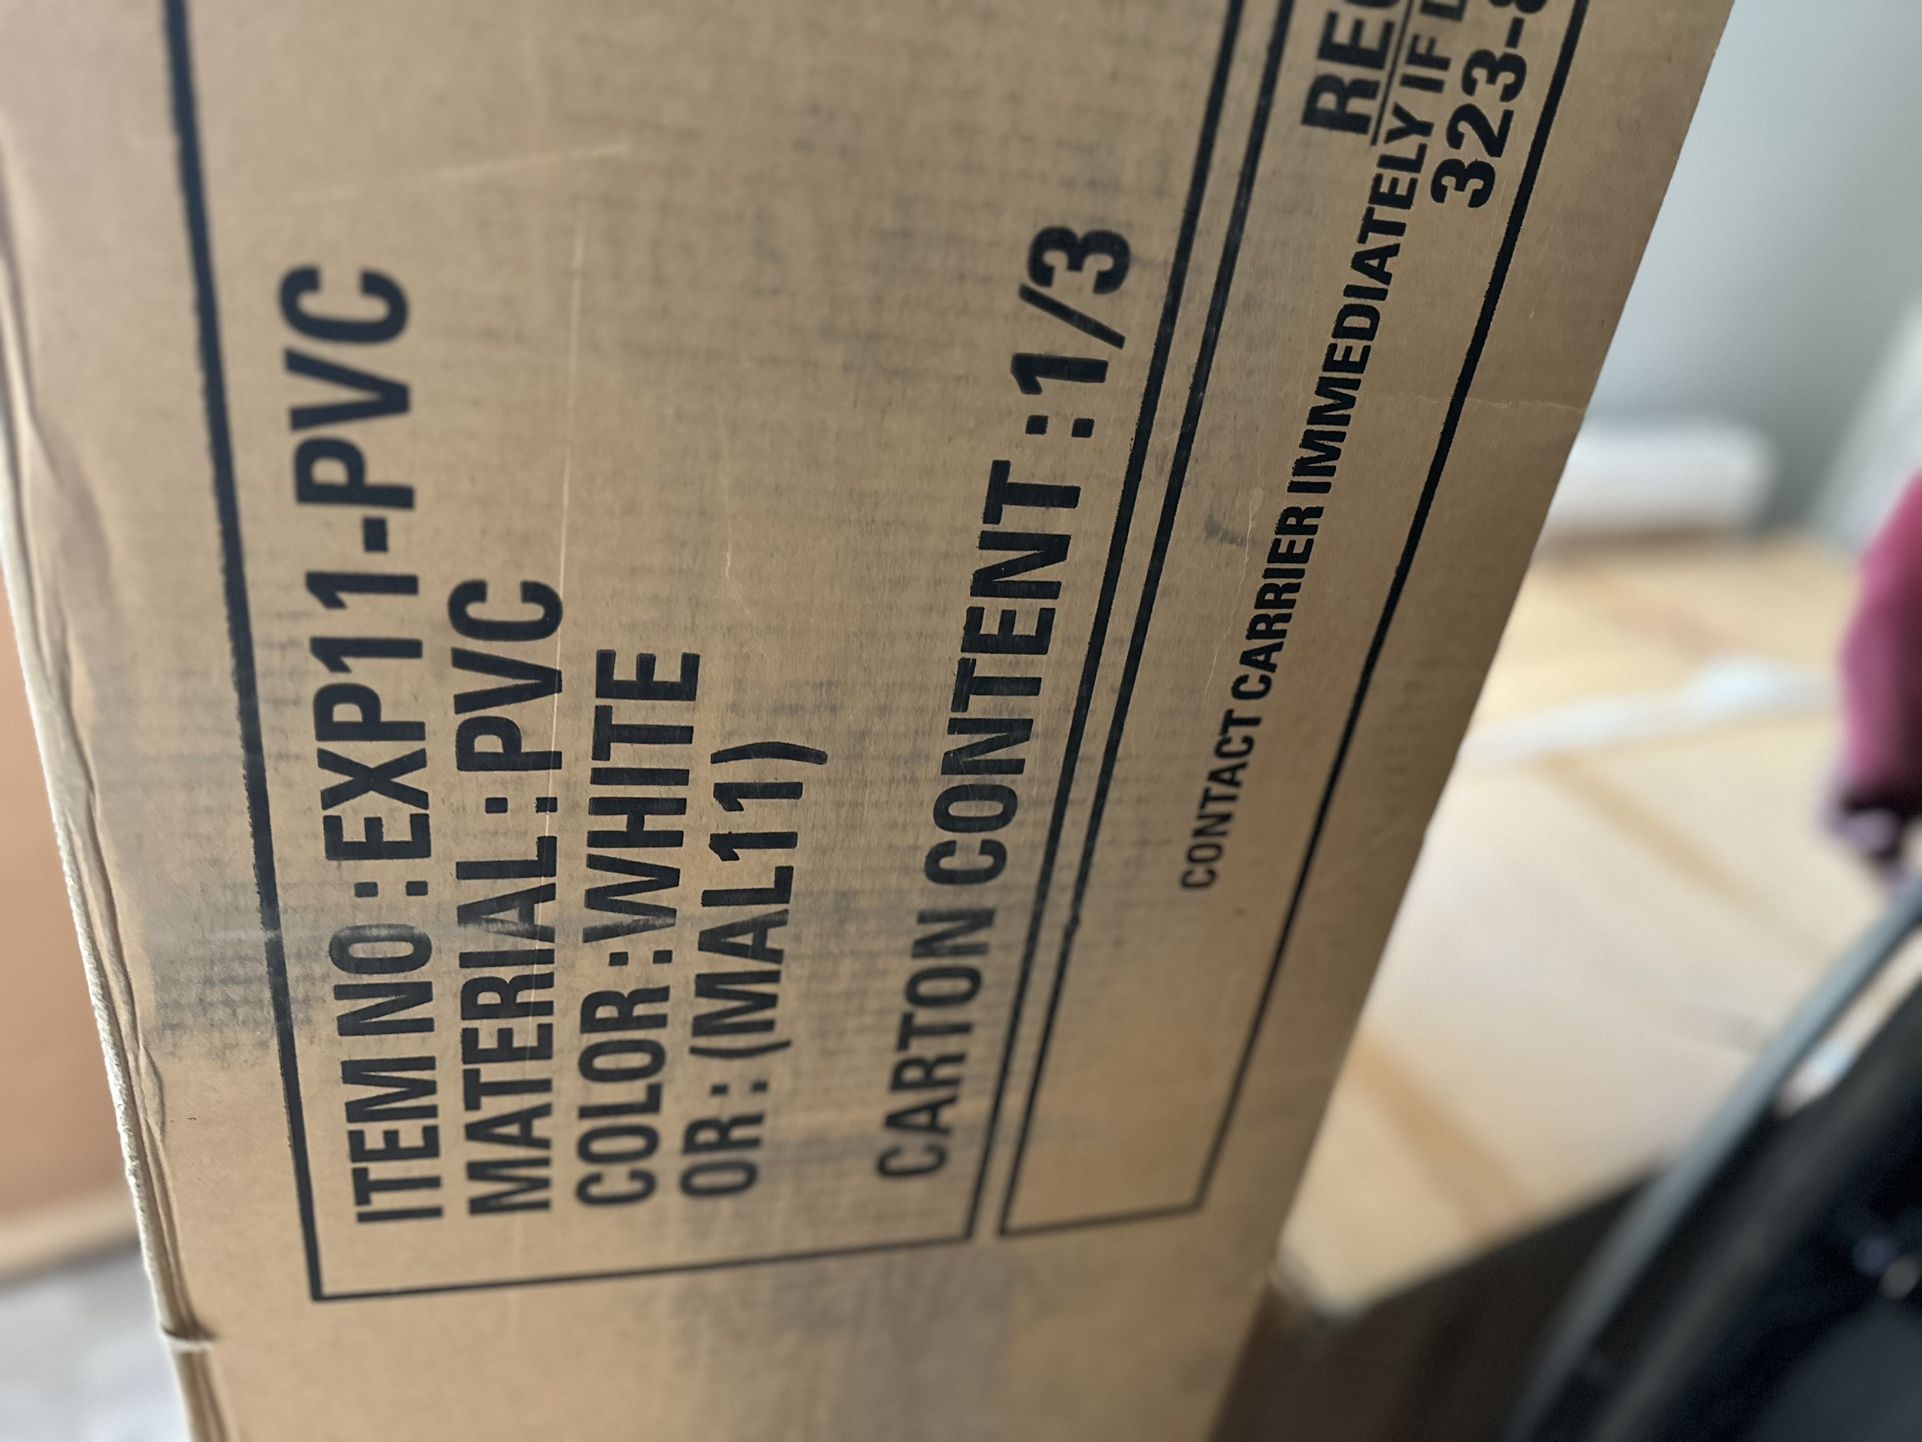 ITEM NO : EXP11-PVC
MATERIAL : PVC
COLOR : WHITE
OR : (MAL11)
CARTON CONTENT : 1/3
CONTACT CARRIER IMMEDIATELY IF
323-